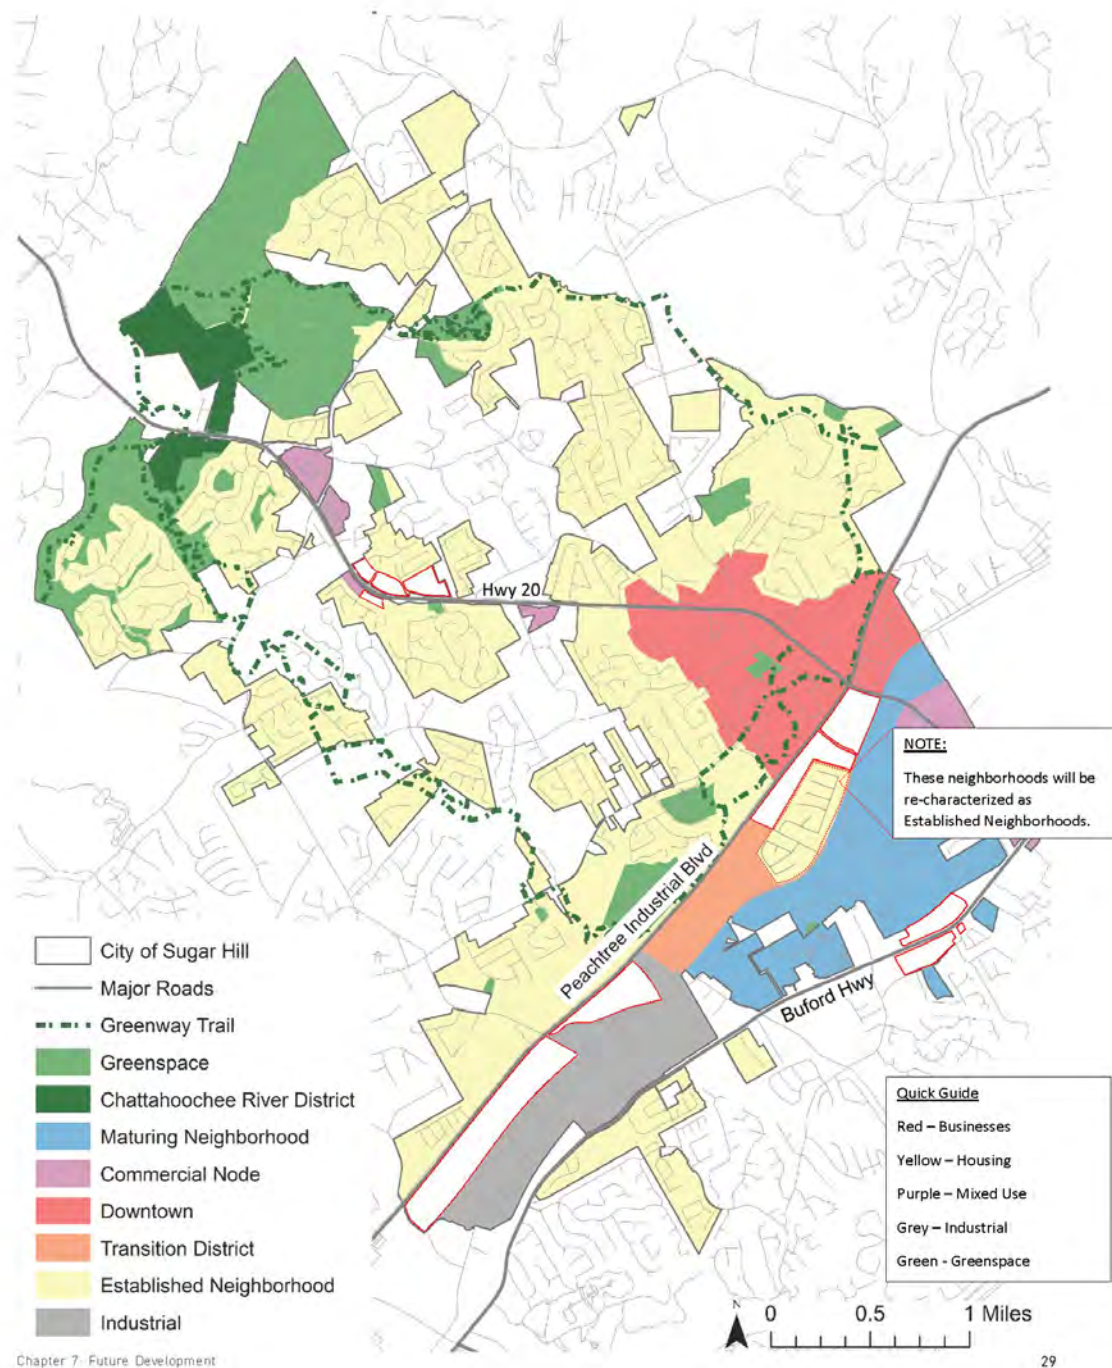 Hwy 20
NOTE:
These neighborhoods will be
re-characterized as
Established Neighborhoods.
Peachtree Industrial Blvd
Buford Hwy
City of Sugar Hill
Major Roads
Greenway Trail
Greenspace
Chattahoochee River District
Maturing Neighborhood
Commercial Node
Downtown
Transition District
Established Neighborhood
Industrial
Quick Guide
Red – Businesses
Yellow – Housing
Purple – Mixed Use
Grey – Industrial
Green - Greenspace
N
0 0.5 1 Miles
Chapter 7: Future Development
29